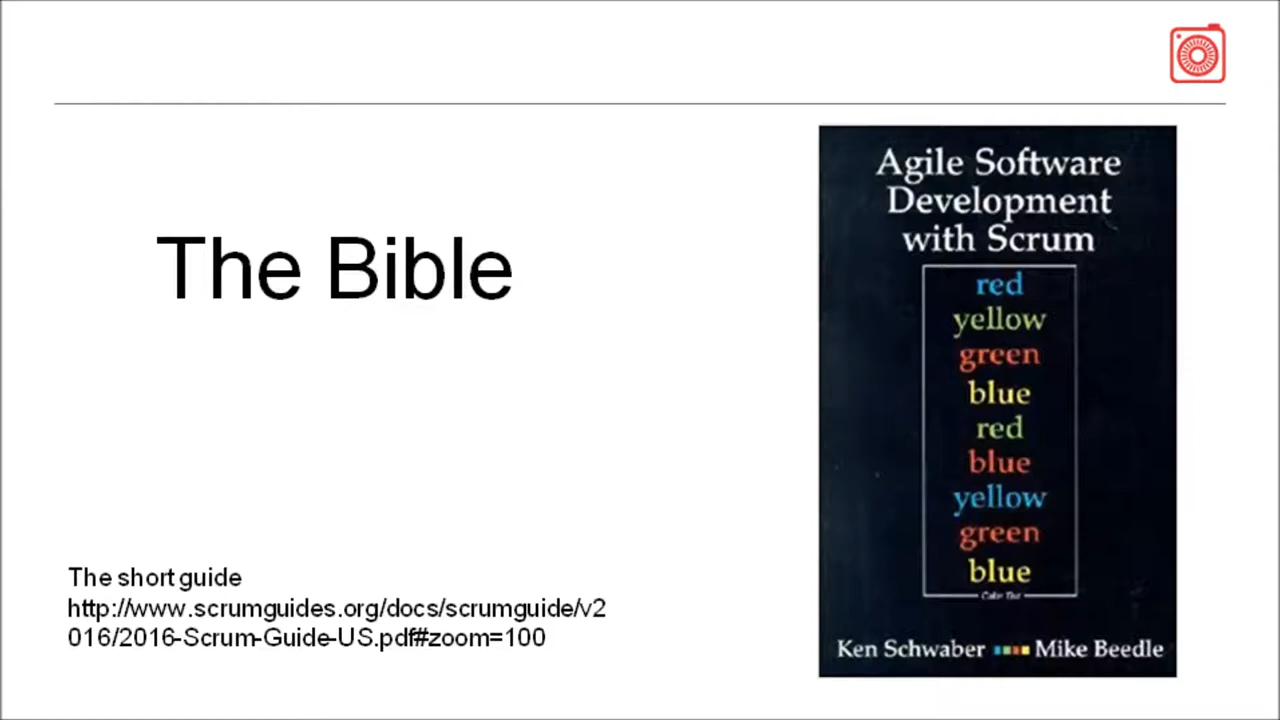 The Bible
The short guide
http://www.scrumguides.org/docs/scrumguide/v2
016/2016-Scrum-Guide-US.pdf#zoom=100
Agile Software
Development
with Scrum
red
yellow
green
blue
red
blue
yellow
green
blue
Ken Schwaber
Mike Beedle